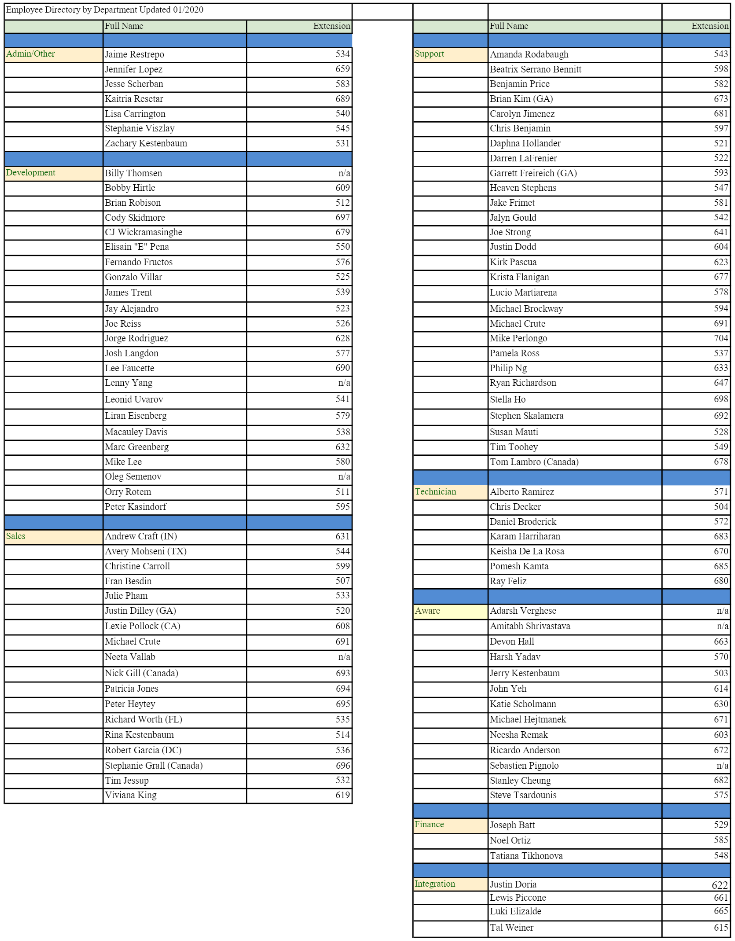 Employee Directory by Department Updated 01/2020
Full Name Extension
Admin/Other Jaime Restrepo 534
Jennifer Lopez 659
Jesse Scherban 583
Kaitria Resetar 689
Lisa Carrington 540
Stephanie Viszlay 545
Zachary Kestenbaum 531
Development Billy Thomsen n/a
Bobby Hirtle 609
Brian Robison 512
Cody Skidmore 697
CJ Wickramasinghe 679
Elisain "E" Pena 550
Fernando Fructos 576
Gonzalo Villar 525
James Trent 539
Jay Alejandro 523
Joe Reiss 526
Jorge Rodriguez 628
Josh Langdon 577
Lee Faucette 690
Lenny Yang n/a
Leonid Uvarov 541
Liran Eisenberg 579
Macauley Davis 538
Marc Greenberg 632
Mike Lee 580
Oleg Semenov n/a
Orry Rotem 511
Peter Kasindorf 595
Sales Andrew Craft (IN) 631
Avery Mohseni (TX) 544
Christine Carroll 599
Fran Besdin 507
Julie Pham 533
Justin Dilley (GA) 520
Lexie Pollock (CA) 608
Michael Crute 691
Neeta Vallab n/a
Nick Gill (Canada) 693
Patricia Jones 694
Peter Heytey 695
Richard Worth (FL) 535
Rina Kestenbaum 514
Robert Garcia (DC) 536
Stephanie Grall (Canada) 696
Tim Jessup 532
Viviana King 619
Full Name Extension
Support Amanda Rodabaugh 543
Beatrix Serrano Bennitt 598
Benjamin Price 582
Brian Kim (GA) 673
Carolyn Jimenez 681
Chris Benjamin 597
Daphna Hollander 521
Darren LaFrenier 522
Garrett Freireich (GA) 593
Heaven Stephens 547
Jake Frimet 581
Jalyn Gould 542
Joe Strong 641
Justin Dodd 604
Kirk Pascua 623
Krista Flanigan 677
Lucio Martiarena 578
Michael Brockway 594
Michael Crute 691
Mike Perlongo 704
Pamela Ross 537
Philip Ng 633
Ryan Richardson 647
Stella Ho 698
Stephen Skalamera 692
Susan Mauti 528
Tim Toohey 549
Tom Lambro (Canada) 678
Technician Alberto Ramirez 571
Chris Decker 504
Daniel Broderick 572
Karam Harriharan 683
Keisha De La Rosa 670
Pomesh Kamta 685
Ray Feliz 680
Aware Adarsh Verghese n/a
Amitabh Shrivastava n/a
Devon Hall 663
Harsh Yadav 570
Jerry Kestenbaum 503
John Yeh 614
Katie Scholmann 630
Michael Hejtmanek 671
Neesha Remak 603
Ricardo Anderson 672
Sebastien Pignolo n/a
Stanley Cheung 682
Steve Tsardounis 575
Finance Joseph Batt 529
Noel Ortiz 585
Tatiana Tikhonova 548
Integration Justin Doria 622
Lewis Piccone 661
Luki Elizalde 665
Tal Weiner 615